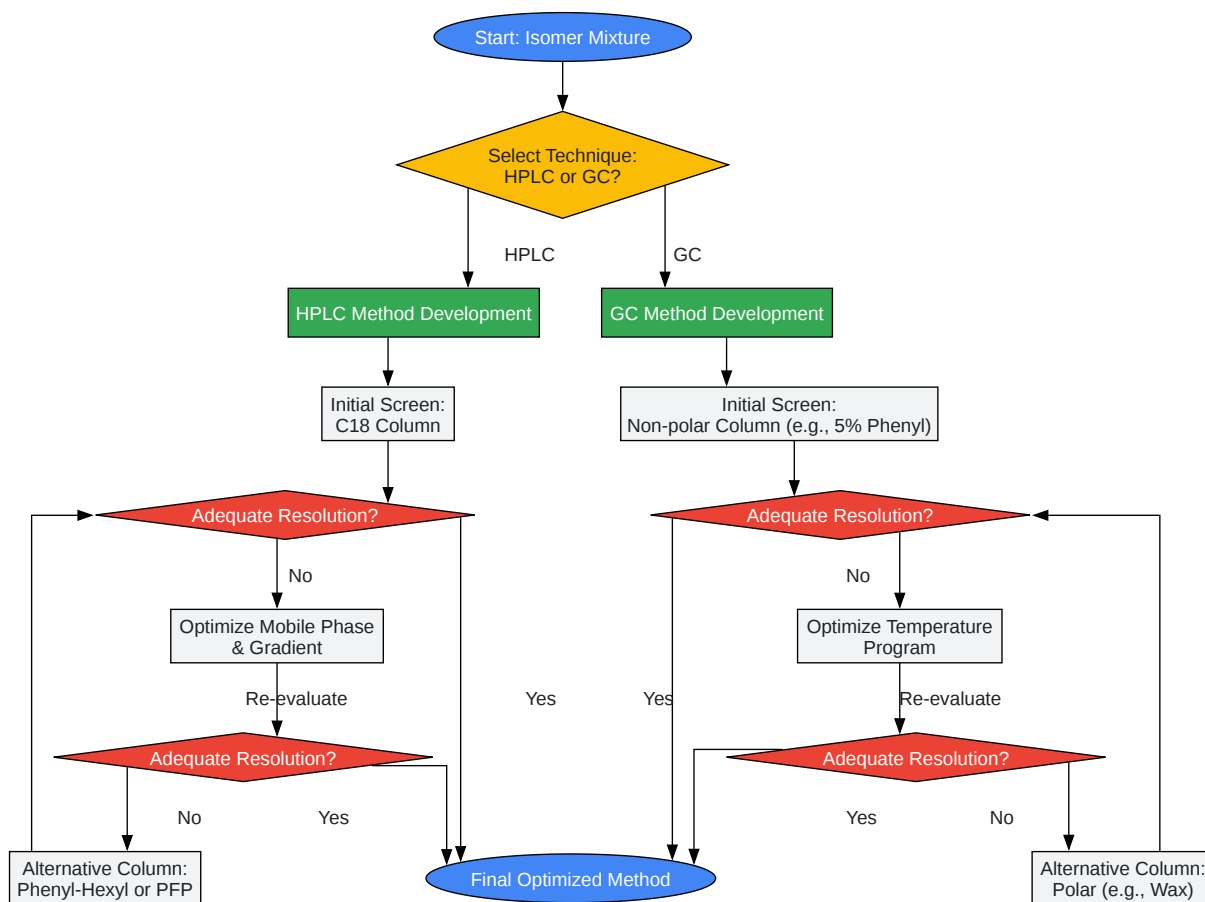 Start: Isomer Mixture
Select Technique:
HPLC or GC?
HPLC
GC
HPLC Method Development
GC Method Development
Initial Screen:
C18 Column
Initial Screen:
Non-polar Column (e.g., 5% Phenyl)
Adequate Resolution?
Adequate Resolution?
No
No
Optimize Mobile Phase
& Gradient
Optimize Temperature
Program
Re-evaluate
Yes
Yes
Re-evaluate
Adequate Resolution?
Adequate Resolution?
No
Yes
Yes
No
Alternative Column:
Phenyl-Hexyl or PFP
Final Optimized Method
Alternative Column:
Polar (e.g., Wax)